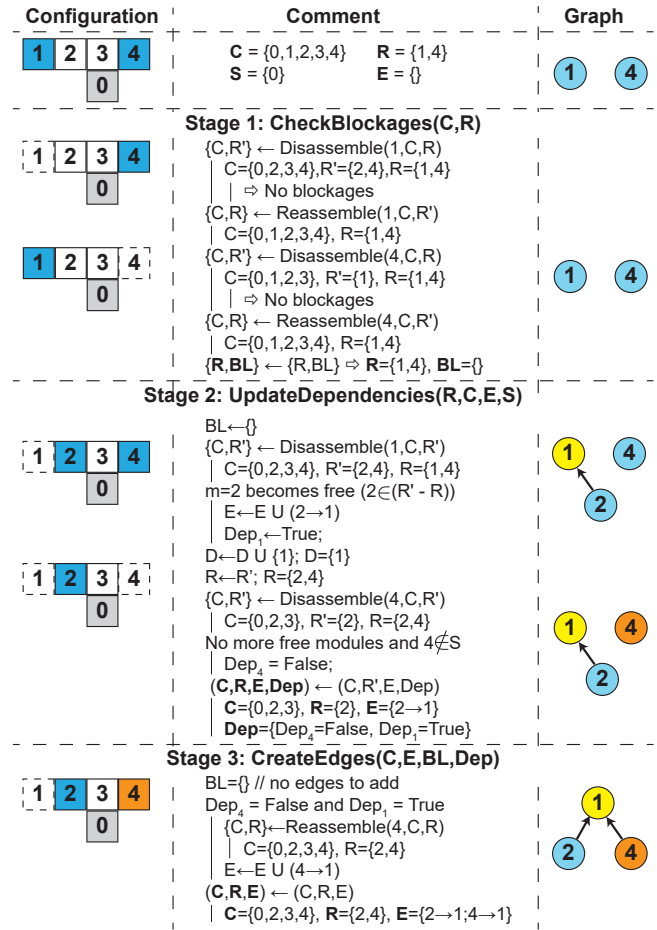 Configuration Comment Graph
1 2 3 4
0
C = {0,1,2,3,4} R = {1,4}
S = {0} E = {}
1 4
Stage 1: CheckBlockages(C,R)
1 2 3 4
0
{C,R'} ← Disassemble(1,C,R)
C={0,2,3,4},R'={2,4},R={1,4}
⇨ No blockages
{C,R} ← Reassemble(1,C,R')
C={0,1,2,3,4}, R={1,4}
1 2 3 4
0
{C,R'} ← Disassemble(4,C,R)
C={0,1,2,3}, R'={1}, R={1,4}
⇨ No blockages
{C,R} ← Reassemble(4,C,R')
C={0,1,2,3,4}, R={1,4}
{R,BL} ← {R,BL} ⇨ R={1,4}, BL={}
1 4
Stage 2: UpdateDependencies(R,C,E,S)
1 2 3 4
0
BL←{}
{C,R'} ← Disassemble(1,C,R')
C={0,2,3,4}, R'={2,4}, R={1,4}
m=2 becomes free (2∈(R' - R))
E←E U (2→1)
Dep₁←True;
D←D U {1}; D={1}
R←R’; R={2,4}
1 4
2
1 2 3 4
0
{C,R'} ← Disassemble(4,C,R')
C={0,2,3}, R'={2}, R={2,4}
No more free modules and 4∉S
Dep₄ = False;
(C,R,E,Dep) ← (C,R',E,Dep)
C={0,2,3}, R={2}, E={2→1}
Dep={Dep₄=False, Dep₁=True}
1 4
2
Stage 3: CreateEdges(C,E,BL,Dep)
1 2 3 4
0
BL={} // no edges to add
Dep₄ = False and Dep₁ = True
{C,R}←Reassemble(4,C,R)
C={0,2,3,4}, R={2,4}
E←E U (4→1)
(C,R,E) ← (C,R,E)
C={0,2,3,4}, R={2,4}, E={2→1;4→1}
1
2 4